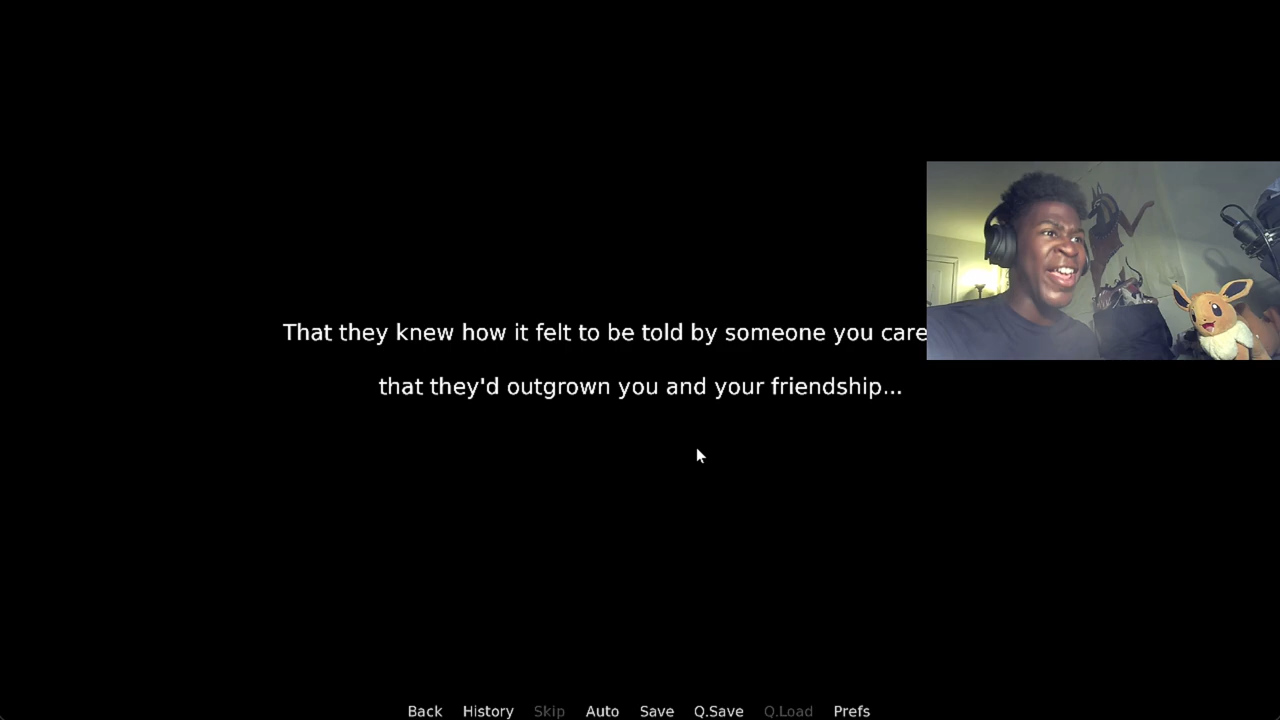 That they knew how it felt to be told by someone you care
that they'd outgrown you and your friendship...
Back History Skip Auto Save Q.Save Q.Load Prefs